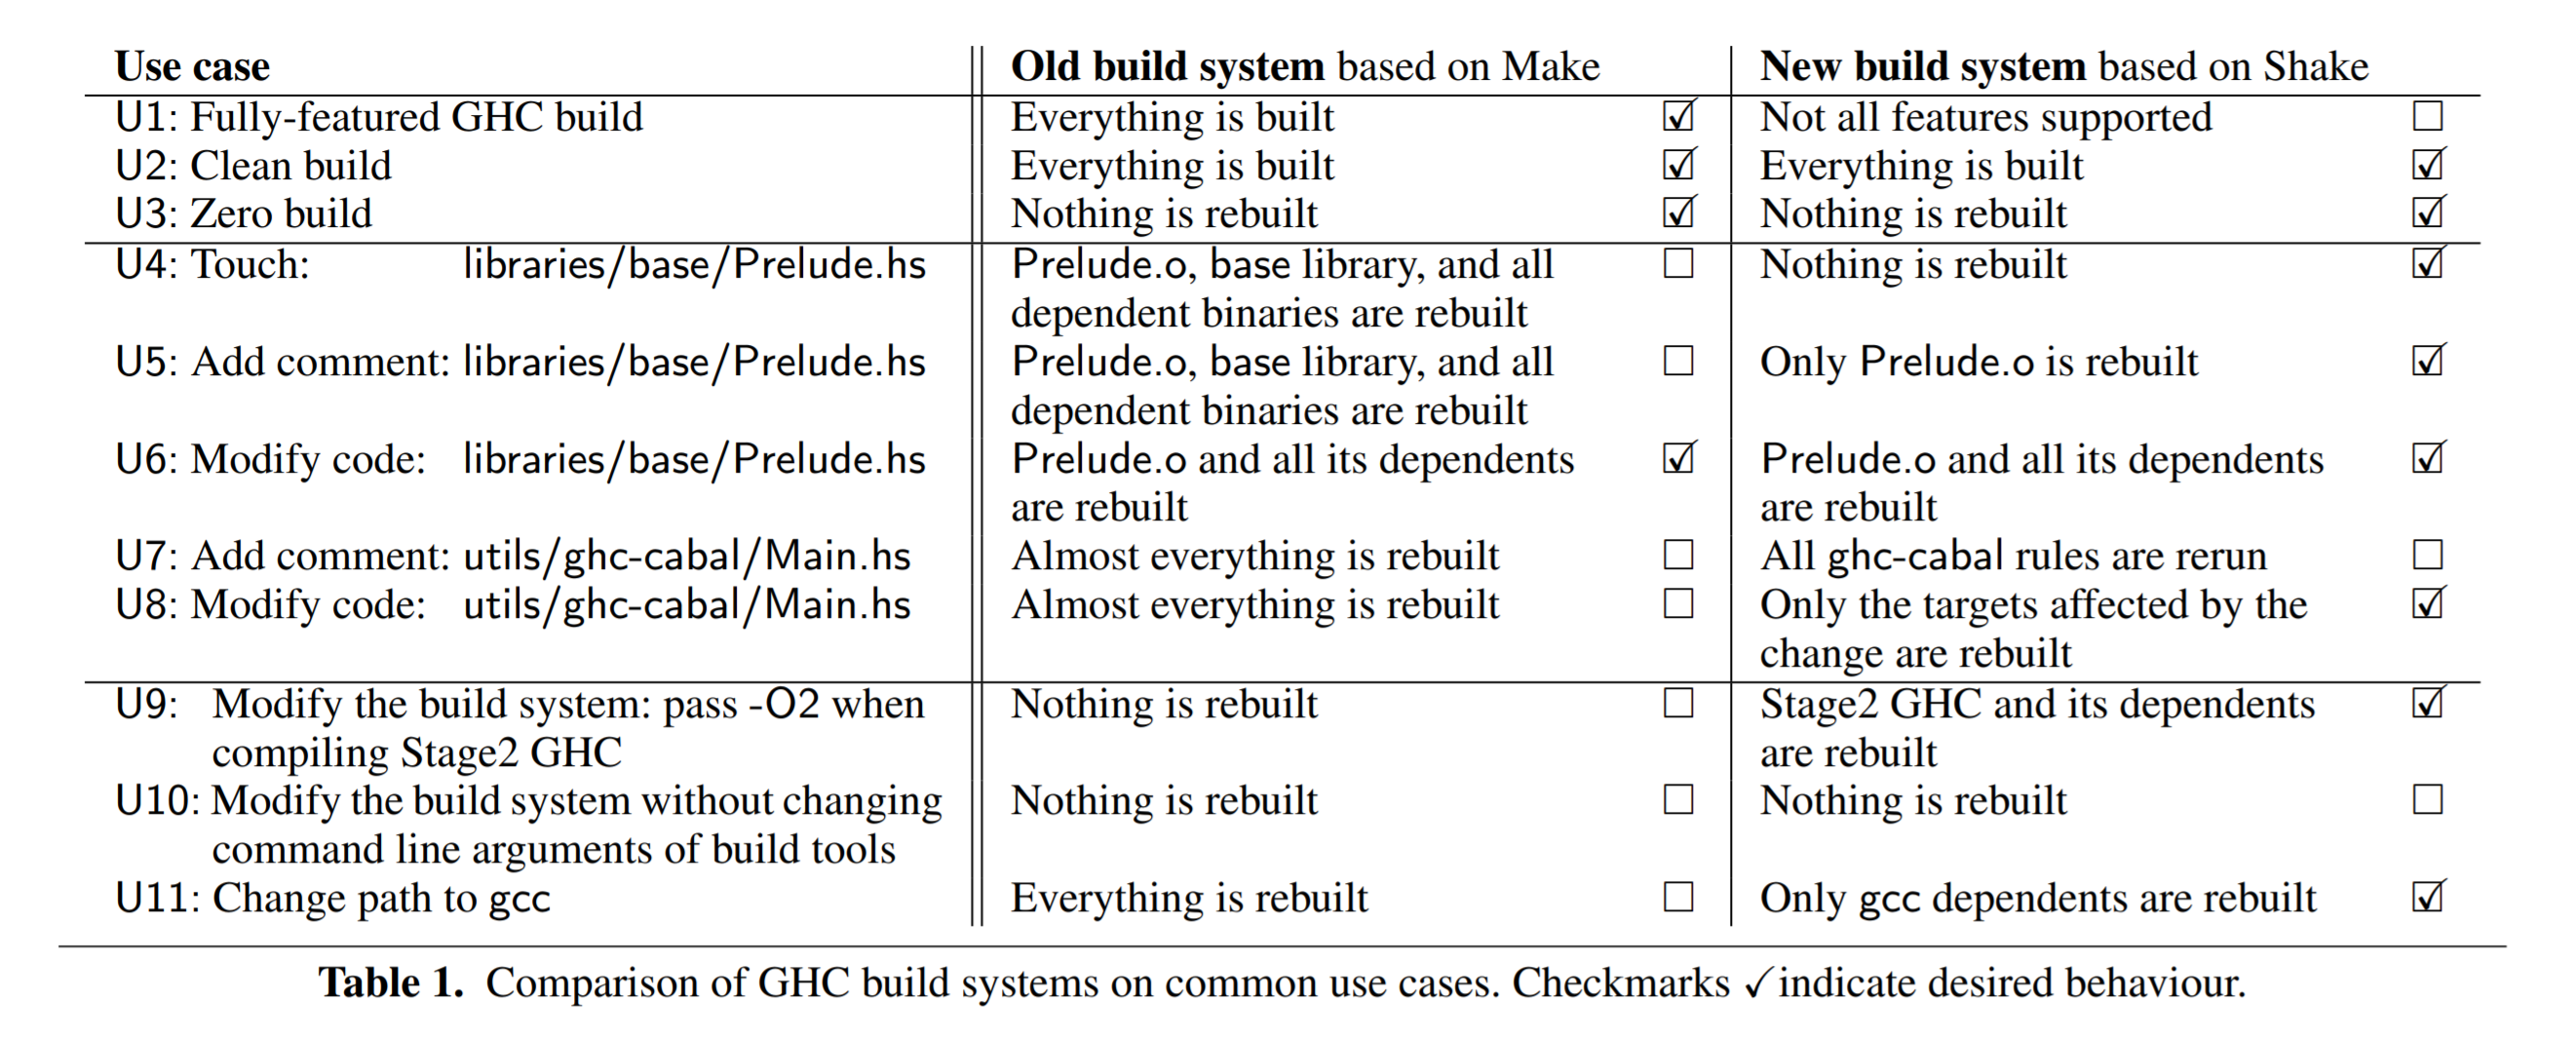 Use case Old build system based on Make New build system based on Shake
U1: Fully-featured GHC build Everything is built ☑ Not all features supported ☐
U2: Clean build Everything is built ☑ Everything is built ☑
U3: Zero build Nothing is rebuilt ☑ Nothing is rebuilt ☑
U4: Touch: libraries/base/Prelude.hs Prelude.o, base library, and all ☐ Nothing is rebuilt ☑
dependent binaries are rebuilt
U5: Add comment: libraries/base/Prelude.hs Prelude.o, base library, and all ☐ Only Prelude.o is rebuilt ☑
dependent binaries are rebuilt
U6: Modify code: libraries/base/Prelude.hs Prelude.o and all its dependents ☑ Prelude.o and all its dependents ☑
are rebuilt are rebuilt
U7: Add comment: utils/ghc-cabal/Main.hs Almost everything is rebuilt ☐ All ghc-cabal rules are rerun ☐
U8: Modify code: utils/ghc-cabal/Main.hs Almost everything is rebuilt ☐ Only the targets affected by the ☑
change are rebuilt
U9: Modify the build system: pass -O2 when Nothing is rebuilt ☐ Stage2 GHC and its dependents ☑
compiling Stage2 GHC are rebuilt
U10: Modify the build system without changing Nothing is rebuilt ☐ Nothing is rebuilt ☐
command line arguments of build tools
U11: Change path to gcc Everything is rebuilt ☐ Only gcc dependents are rebuilt ☑
Table 1. Comparison of GHC build systems on common use cases. Checkmarks ✓indicate desired behaviour.